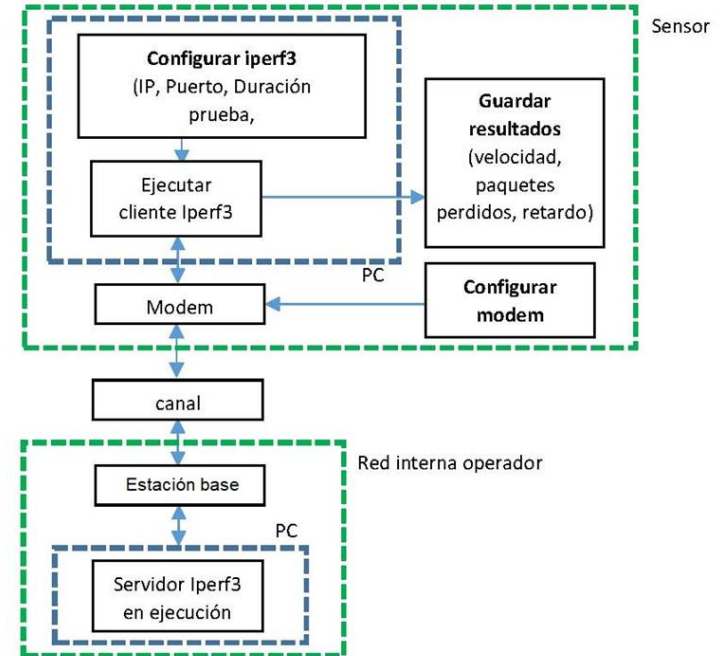 Sensor
Configurar iperf3
(IP, Puerto, Duración
prueba,
Guardar
resultados
(velocidad,
paquetes
perdidos, retardo)
Ejecutar
cliente Iperf3
PC
Configurar
modem
Modem
canal
Red interna operador
Estación base
PC
Servidor Iperf3
en ejecución